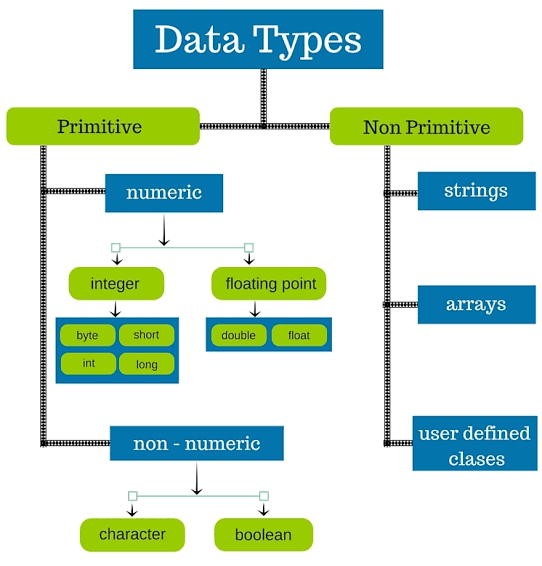 Data Types
Primitive
Non Primitive
numeric
strings
integer
floating point
arrays
byte
short
double
float
int
long
non - numeric
user defined
clases
character
boolean